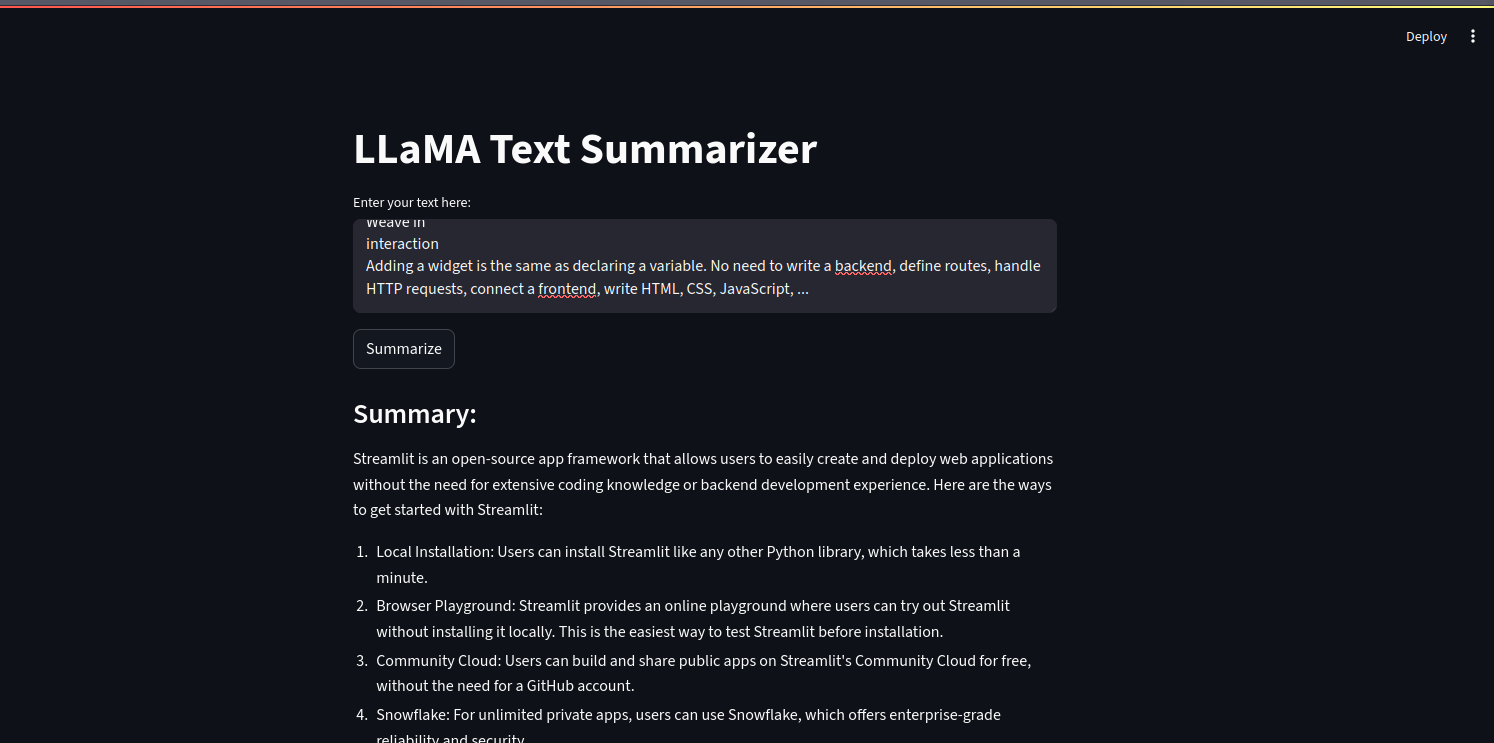 Deploy
LLaMA Text Summarizer
Enter your text here:
Weave in
interaction
Adding a widget is the same as declaring a variable. No need to write a backend, define routes, handle
HTTP requests, connect a frontend, write HTML, CSS, JavaScript, ...
Summarize
Summary:
Streamlit is an open-source app framework that allows users to easily create and deploy web applications
without the need for extensive coding knowledge or backend development experience. Here are the ways
to get started with Streamlit:
1. Local Installation: Users can install Streamlit like any other Python library, which takes less than a
minute.
2. Browser Playground: Streamlit provides an online playground where users can try out Streamlit
without installing it locally. This is the easiest way to test Streamlit before installation.
3. Community Cloud: Users can build and share public apps on Streamlit's Community Cloud for free,
without the need for a GitHub account.
4. Snowflake: For unlimited private apps, users can use Snowflake, which offers enterprise-grade
reliability and security.